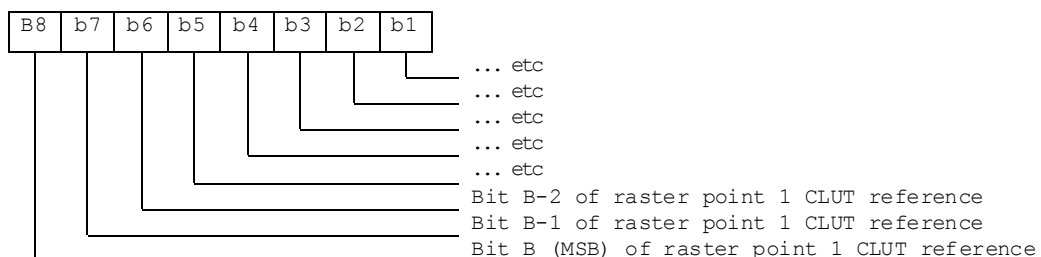 B8 b7 b6 b5 b4 b3 b2 b1
... etc
... etc
... etc
... etc
... etc
Bit B-2 of raster point 1 CLUT reference
Bit B-1 of raster point 1 CLUT reference
Bit B (MSB) of raster point 1 CLUT reference